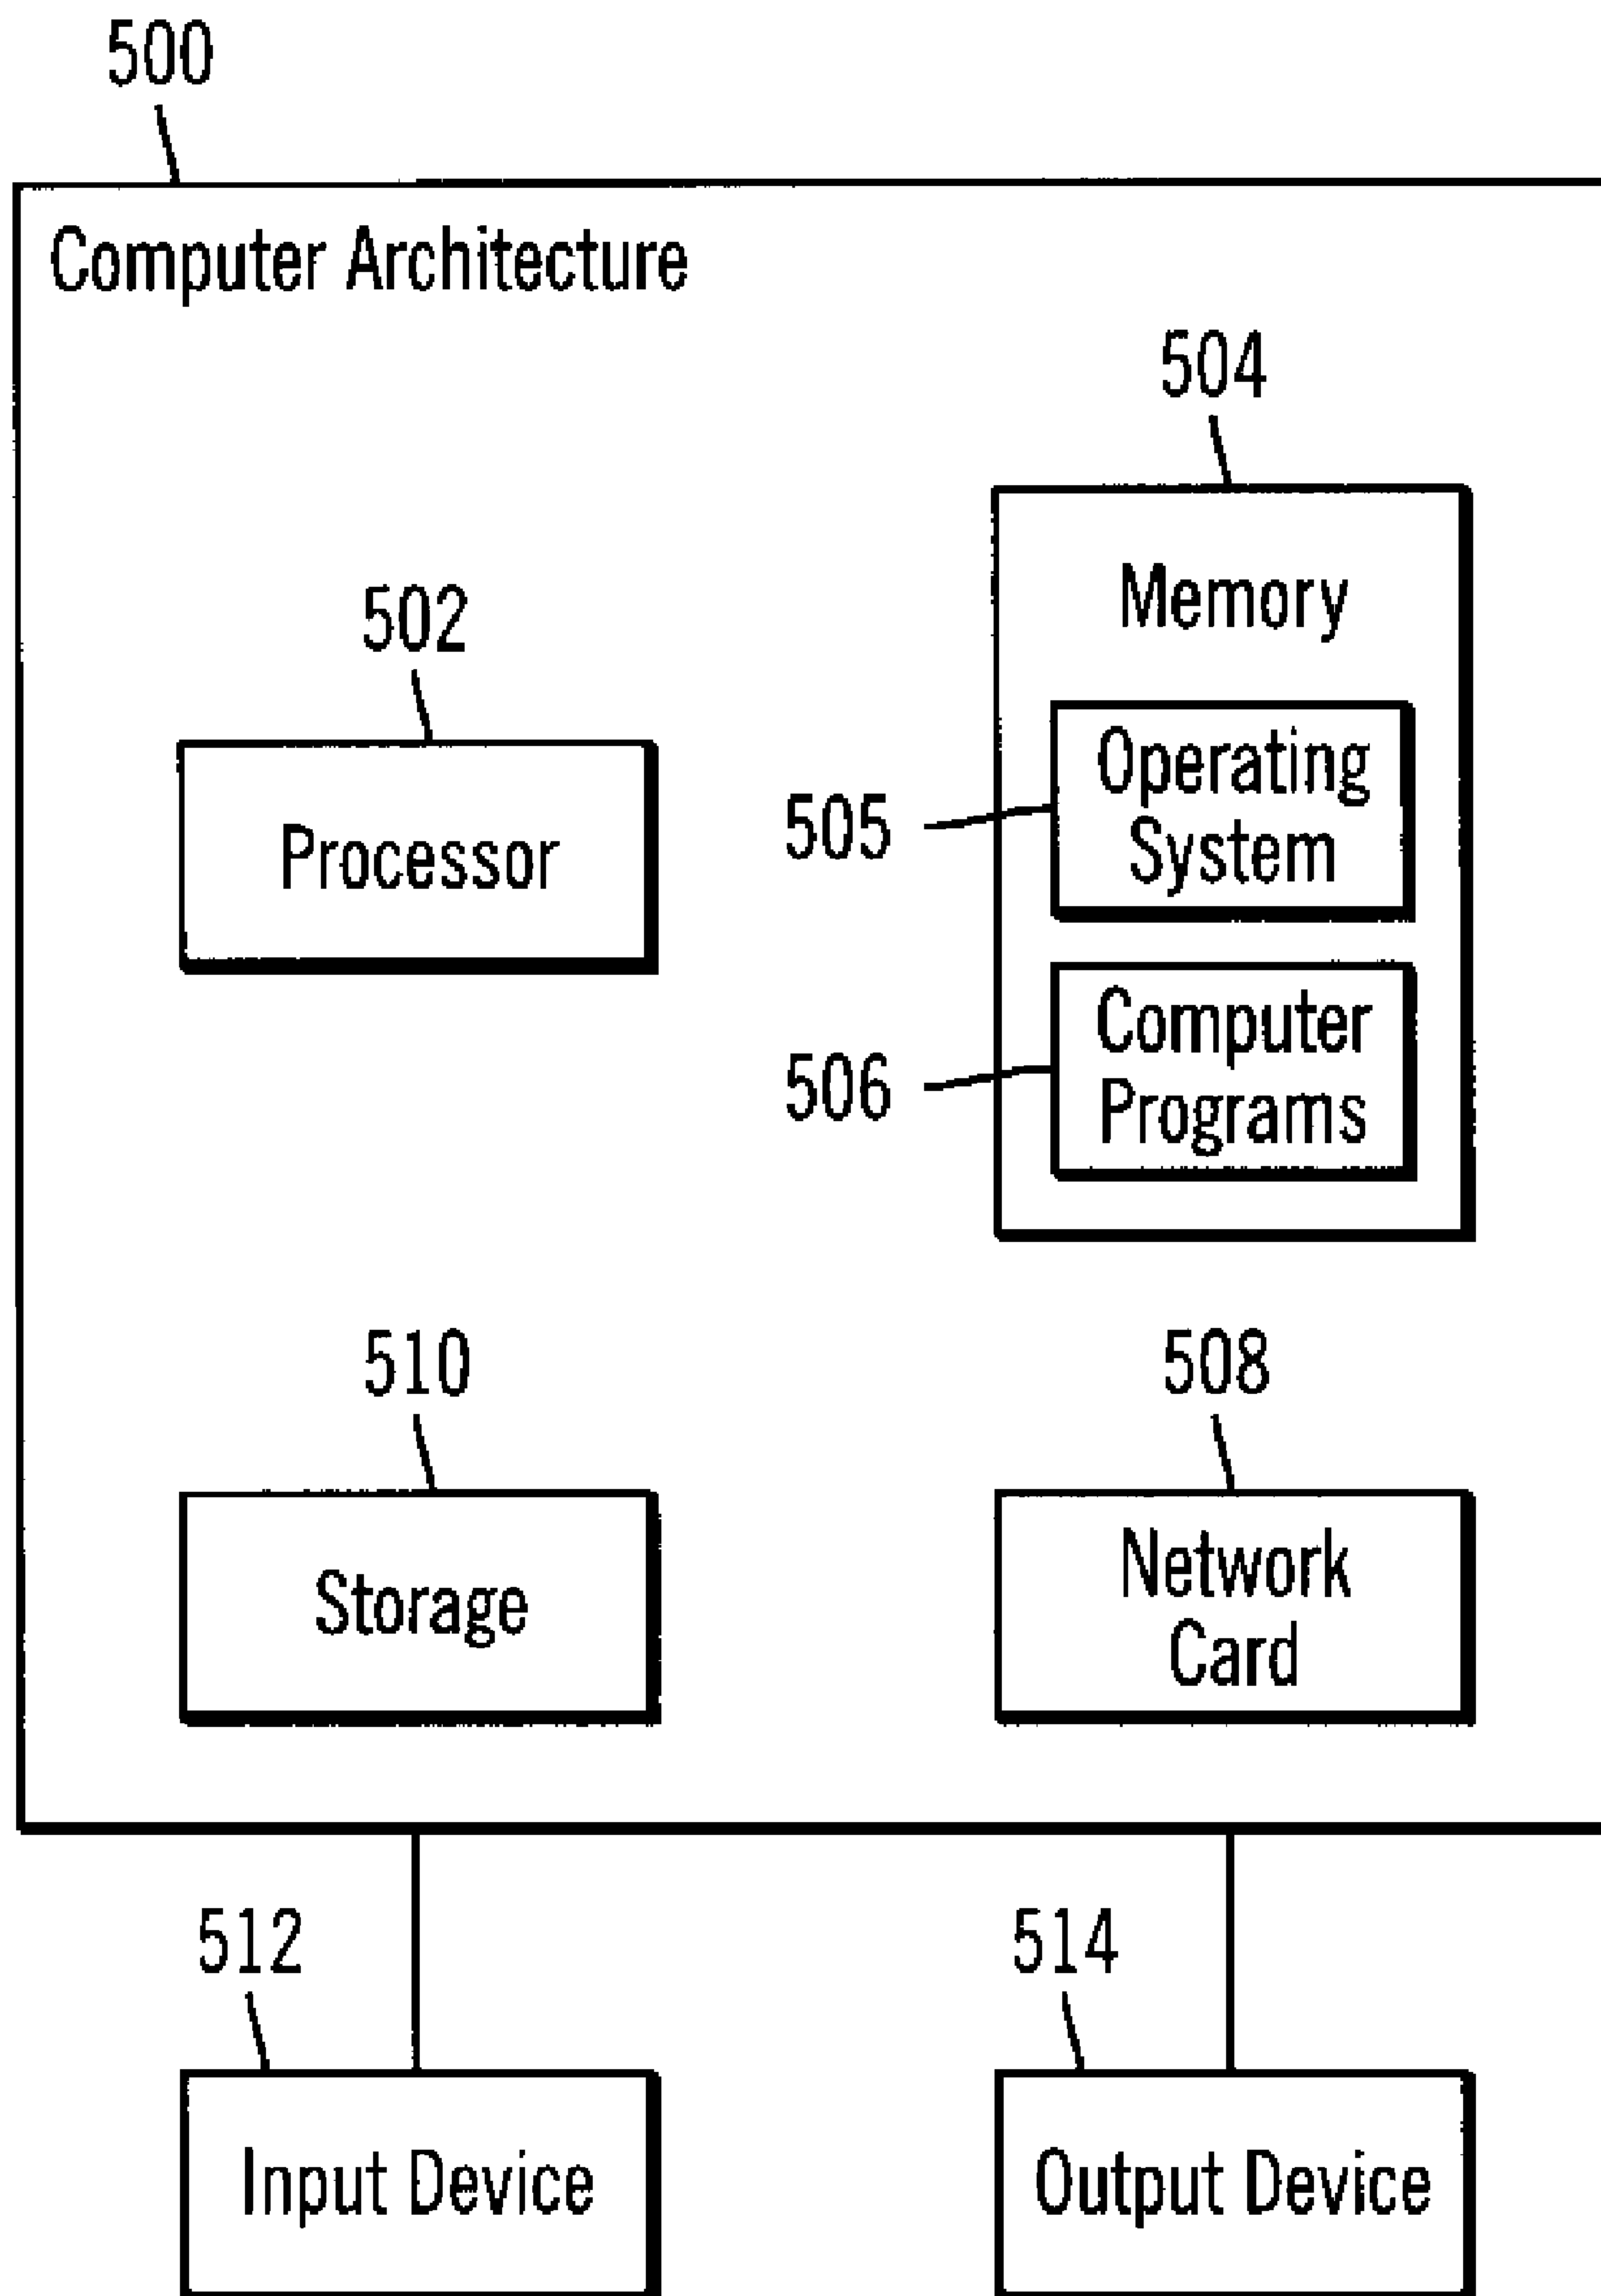 500
Computer Architecture
504
Memory
502
Processor
505
Operating
System
506
Computer
Programs
510
508
Storage
Network
Card
512
514
Input Device
Output Device